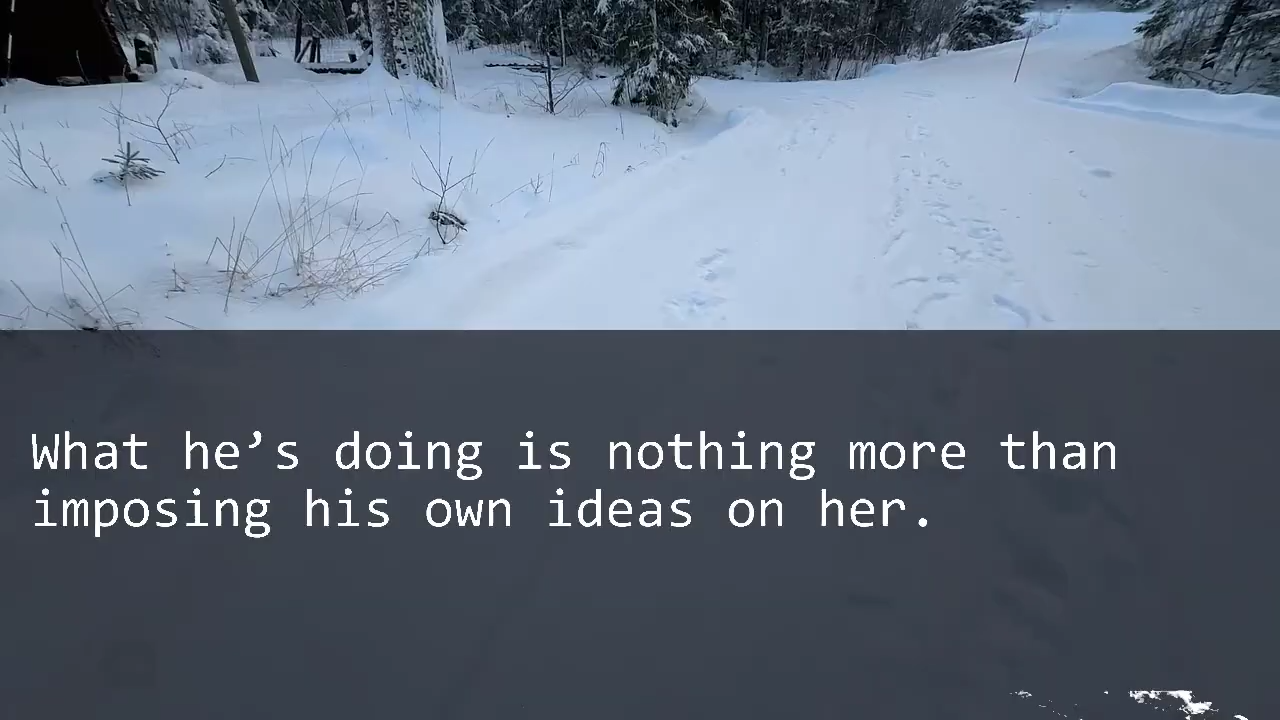 What he’s doing is nothing more than
imposing his own ideas on her.